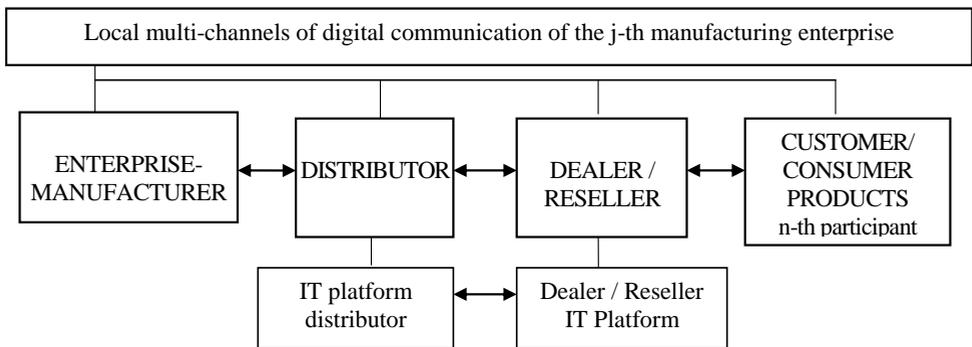 Local multi-channels of digital communication of the j-th manufacturing enterprise
ENTERPRISE-
MANUFACTURER
DISTRIBUTOR
DEALER /
RESELLER
CUSTOMER/
CONSUMER
PRODUCTS
n-th participant
IT platform
distributor
Dealer / Reseller
IT Platform